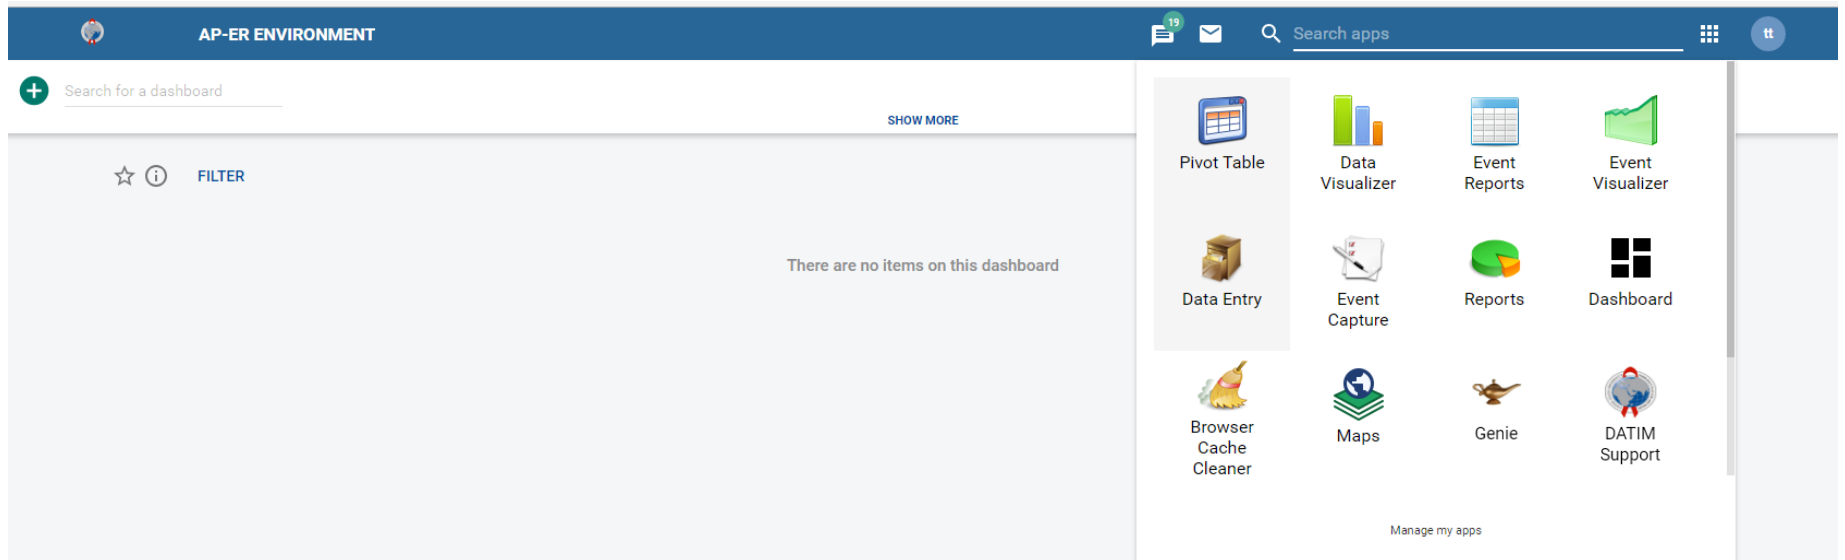 AP-ER ENVIRONMENT
19
Search apps
tt
Search for a dashboard
SHOW MORE
FILTER
There are no items on this dashboard
Pivot Table
Data
Visualizer
Event
Reports
Event
Visualizer
Data Entry
Event
Capture
Reports
Dashboard
Browser
Cache
Cleaner
Maps
Genie
DATIM
Support
Manage my apps